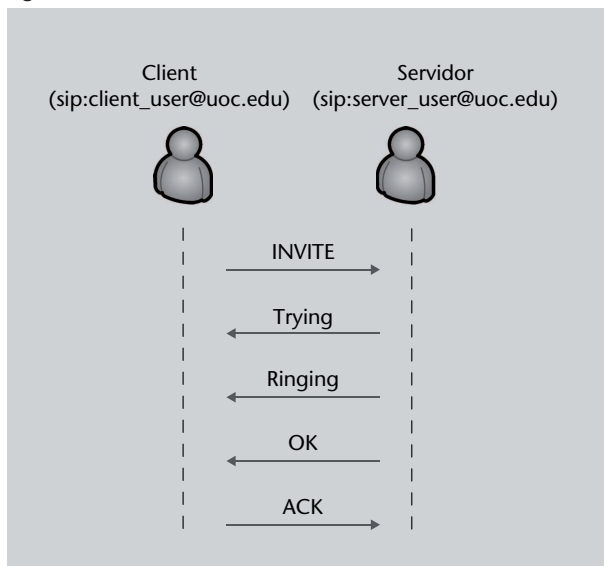 Client
(sip:client_user@uoc.edu)
Servidor
(sip:server_user@uoc.edu)
INVITE
Trying
Ringing
OK
ACK